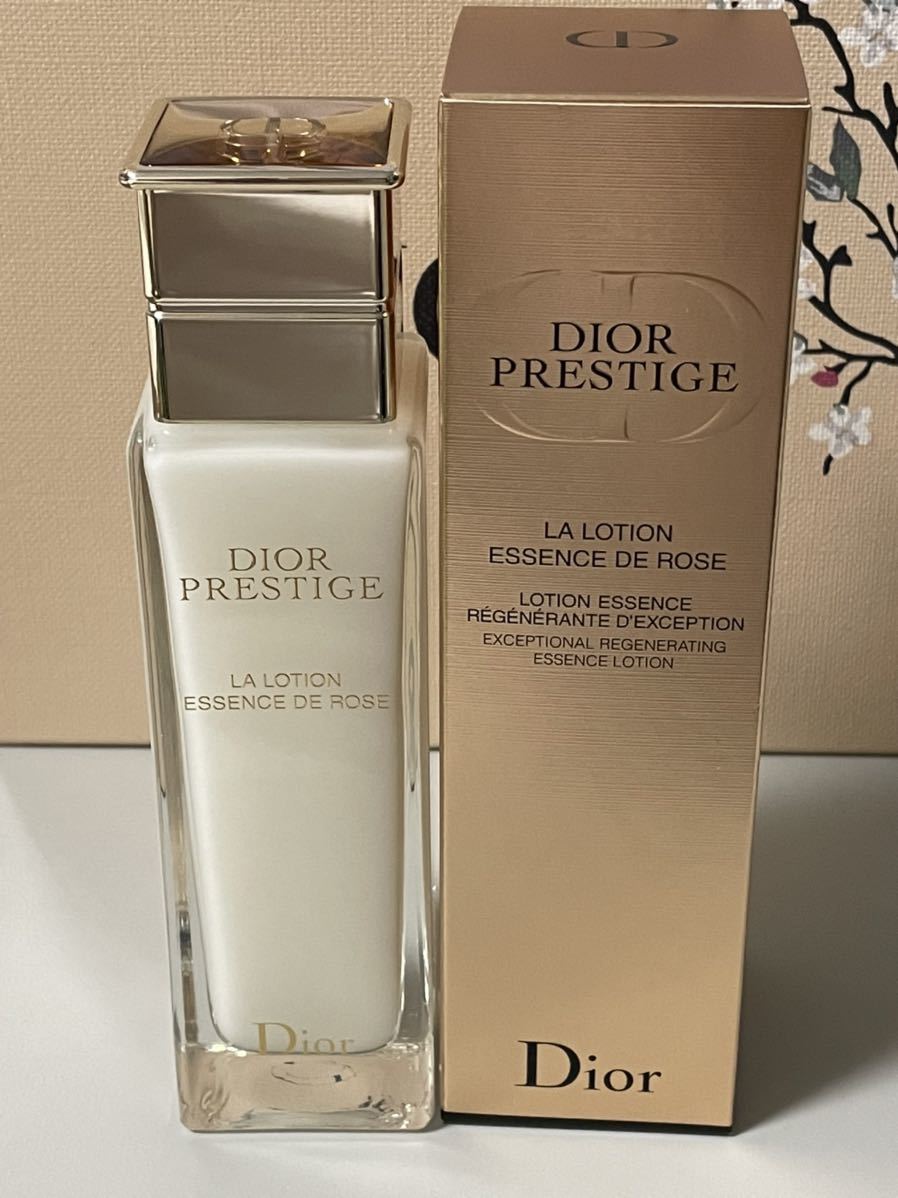 DIOR
PRESTIGE
LA LOTION
ESSENCE DE ROSE
Dior
DIOR
PRESTIGE
LA LOTION
ESSENCE DE ROSE
LOTION ESSENCE
RÉGÉNÉRANTE D'EXCEPTION
EXCEPTIONAL REGENERATING
ESSENCE LOTION
Dior